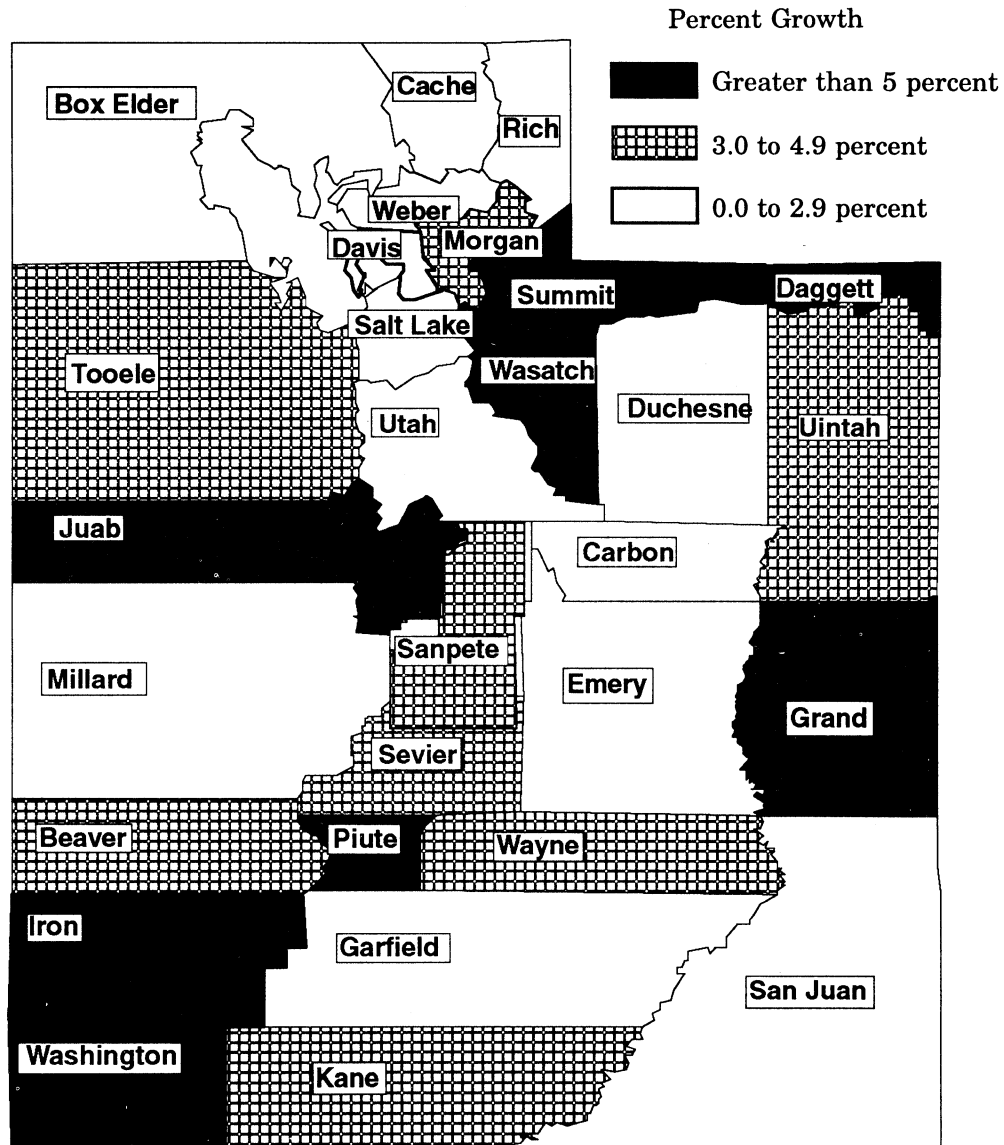 Percent Growth
Greater than 5 percent
3.0 to 4.9 percent
0.0 to 2.9 percent
Box Elder
Cache
Rich
Weber
Davis
Morgan
Summit
Daggett
Salt Lake
Tooele
Wasatch
Utah
Duchesne
Uintah
Juab
Carbon
Sanpete
Millard
Emery
Grand
Sevier
Beaver
Piute
Wayne
Iron
Garfield
San Juan
Washington
Kane